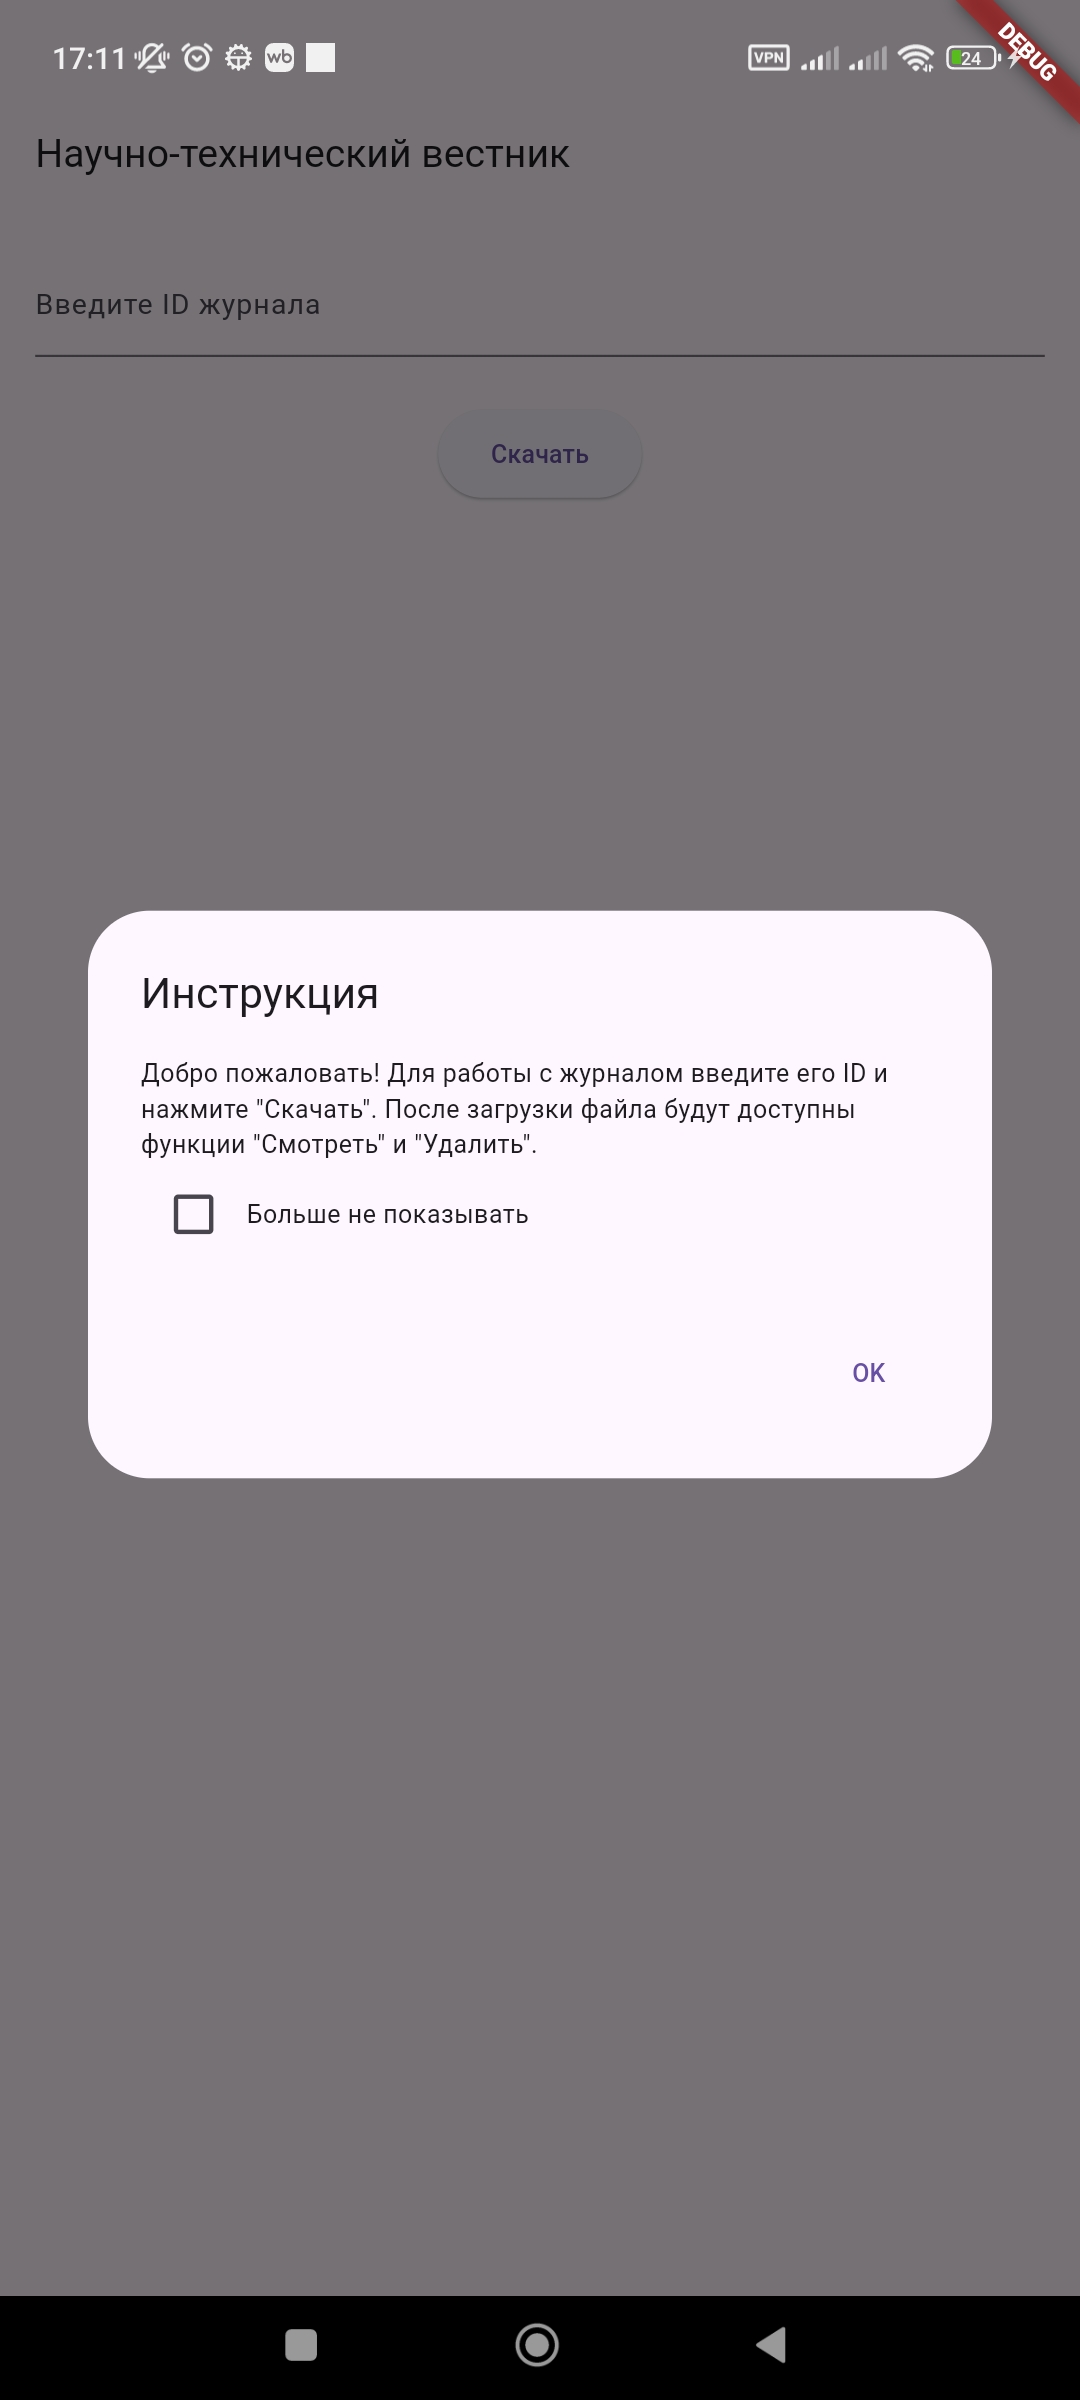 17:11 wb VPN 24
DEBUG
Научно-технический вестник
Введите ID журнала
Скачать
Инструкция
Добро пожаловать! Для работы с журналом введите его ID и
нажмите "Скачать". После загрузки файла будут доступны
функции "Смотреть" и "Удалить".
Больше не показывать
OK